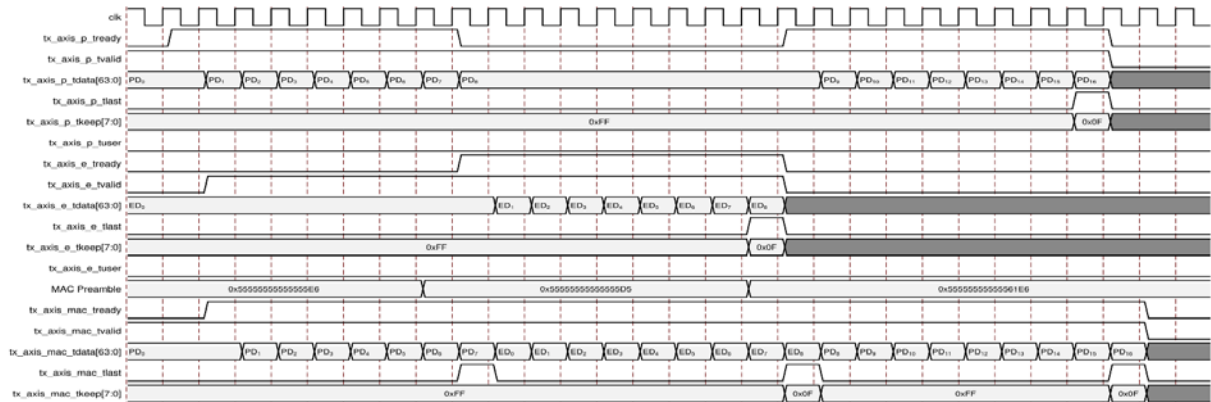 clk
tx_axis_p_tready
tx_axis_p_tvalid
tx_axis_p_tdata[63:0] PD₀ PD₁ PD₂ PD₃ PD₄ PD₅ PD₆ PD₇ PD₈ PD₉ PD₁₀ PD₁₁ PD₁₂ PD₁₃ PD₁₄ PD₁₅ PD₁₆
tx_axis_p_tlast
tx_axis_p_tkeep[7:0] 0xFF 0x0F
tx_axis_p_tuser
tx_axis_e_tready
tx_axis_e_tvalid
tx_axis_e_tdata[63:0] ED₀ ED₁ ED₂ ED₃ ED₄ ED₅ ED₆ ED₇ ED₈
tx_axis_e_tlast
tx_axis_e_tkeep[7:0] 0xFF 0x0F
tx_axis_e_tuser
MAC Preamble 0x55555555555555E6 0x55555555555555D5 0x55555555555561E6
tx_axis_mac_tready
tx_axis_mac_tvalid
tx_axis_mac_tdata[63:0] PD₀ PD₁ PD₂ PD₃ PD₄ PD₅ PD₆ PD₇ ED₀ ED₁ ED₂ ED₃ ED₄ ED₅ ED₆ ED₇ ED₈ PD₈ PD₉ PD₁₀ PD₁₁ PD₁₂ PD₁₃ PD₁₄ PD₁₅ PD₁₆
tx_axis_mac_tlast
tx_axis_mac_tkeep[7:0] 0xFF 0x0F 0xFF 0x0F